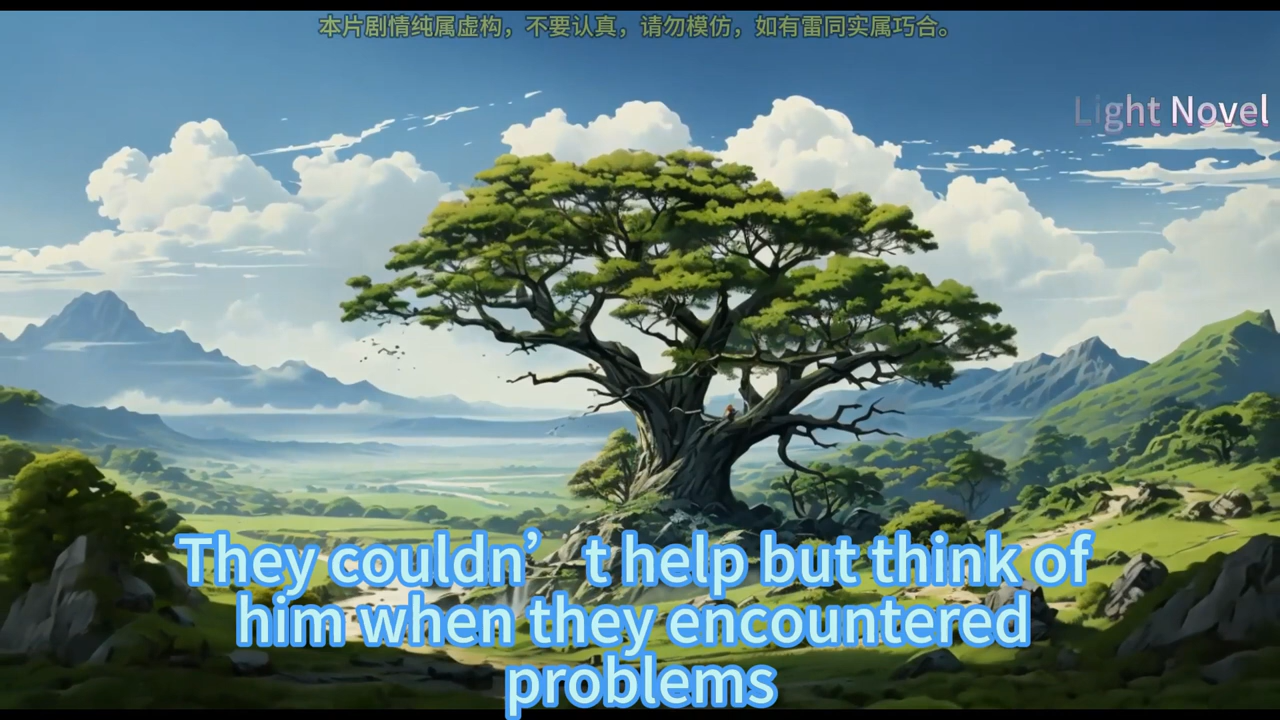 本片剧情纯属虚构，不要认真，请勿模仿，如有雷同实属巧合。
Light Novel
They couldn’t help but think of
him when they encountered
problems